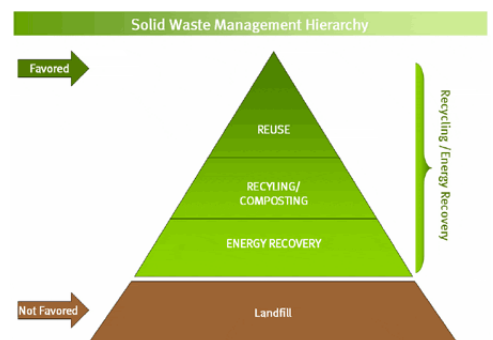 Solid Waste Management Hierarchy
Favored
REUSE
RECYLING/
COMPOSTING
ENERGY RECOVERY
Recycling /Energy Recovery
Not Favored
Landfill